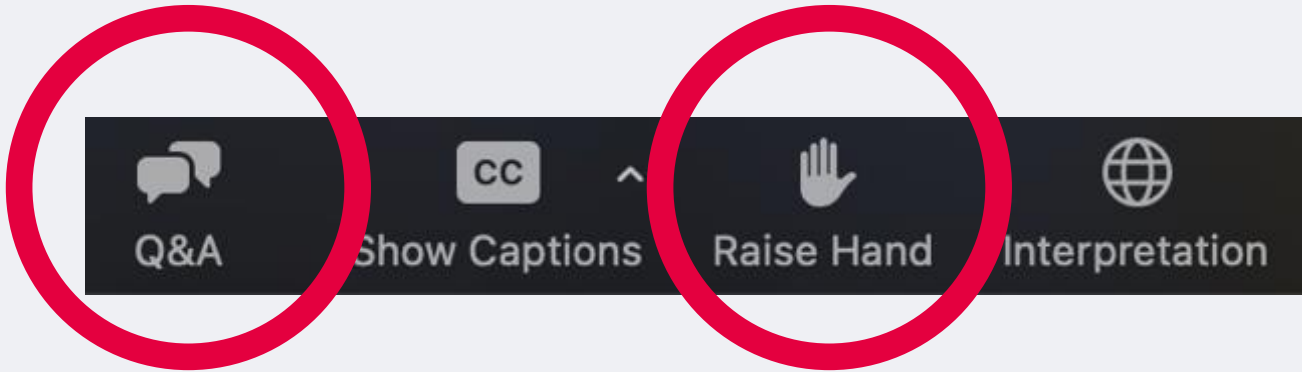 CC
Q&A
Show Captions
Raise Hand
Interpretation